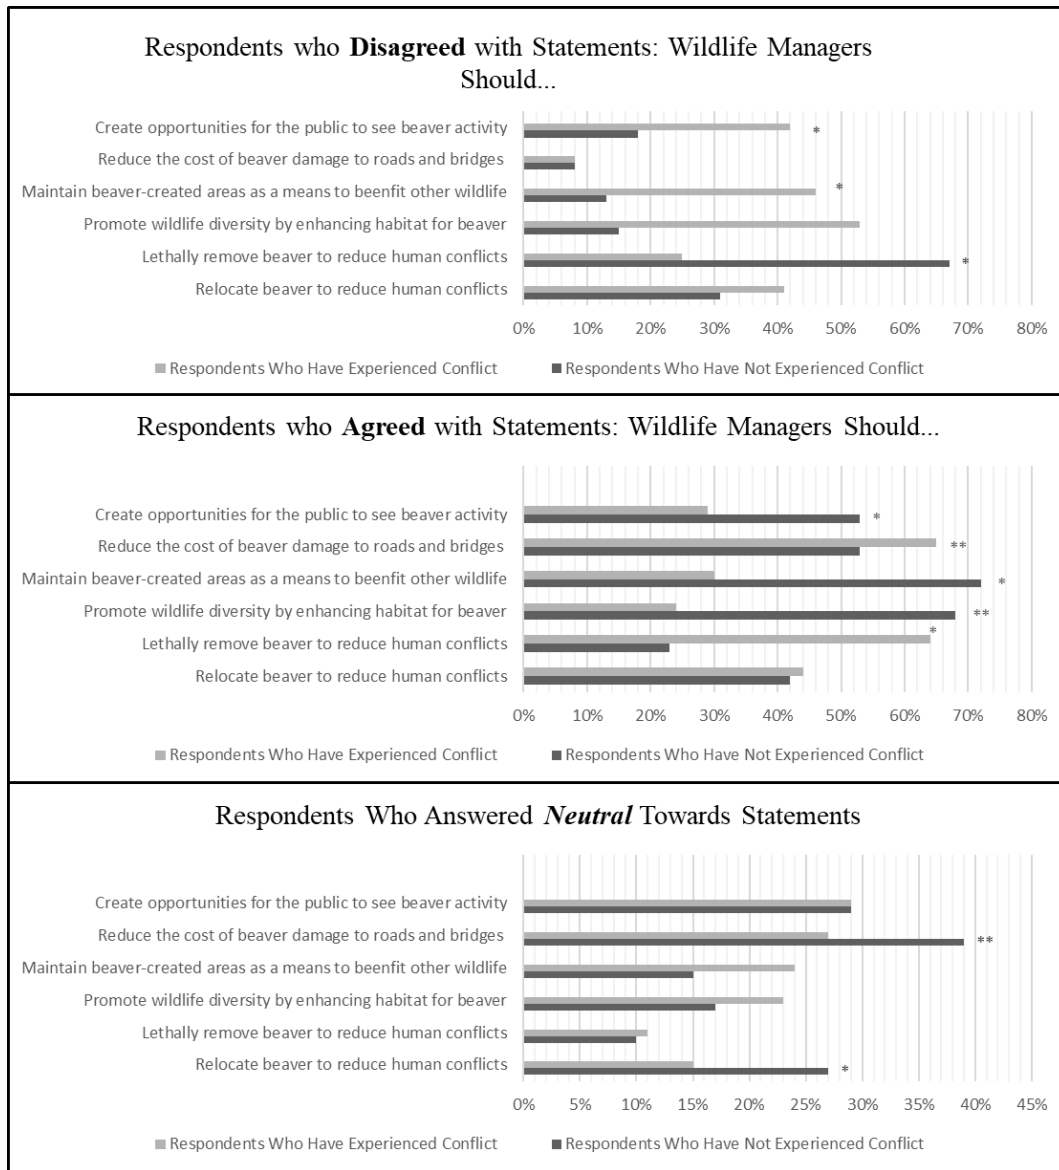 Respondents who Disagreed with Statements: Wildlife Managers
Should...
Create opportunities for the public to see beaver activity
*
Reduce the cost of beaver damage to roads and bridges
Maintain beaver-created areas as a means to beenfit other wildlife
*
Promote wildlife diversity by enhancing habitat for beaver
Lethally remove beaver to reduce human conflicts
*
Relocate beaver to reduce human conflicts
0% 10% 20% 30% 40% 50% 60% 70% 80%
Respondents Who Have Experienced Conflict Respondents Who Have Not Experienced Conflict
Respondents who Agreed with Statements: Wildlife Managers Should...
Create opportunities for the public to see beaver activity
*
Reduce the cost of beaver damage to roads and bridges
**
Maintain beaver-created areas as a means to beenfit other wildlife
*
Promote wildlife diversity by enhancing habitat for beaver
**
Lethally remove beaver to reduce human conflicts
*
Relocate beaver to reduce human conflicts
0% 10% 20% 30% 40% 50% 60% 70% 80%
Respondents Who Have Experienced Conflict Respondents Who Have Not Experienced Conflict
Respondents Who Answered Neutral Towards Statements
Create opportunities for the public to see beaver activity
Reduce the cost of beaver damage to roads and bridges
**
Maintain beaver-created areas as a means to beenfit other wildlife
Promote wildlife diversity by enhancing habitat for beaver
Lethally remove beaver to reduce human conflicts
Relocate beaver to reduce human conflicts
*
0% 5% 10% 15% 20% 25% 30% 35% 40% 45%
Respondents Who Have Experienced Conflict Respondents Who Have Not Experienced Conflict